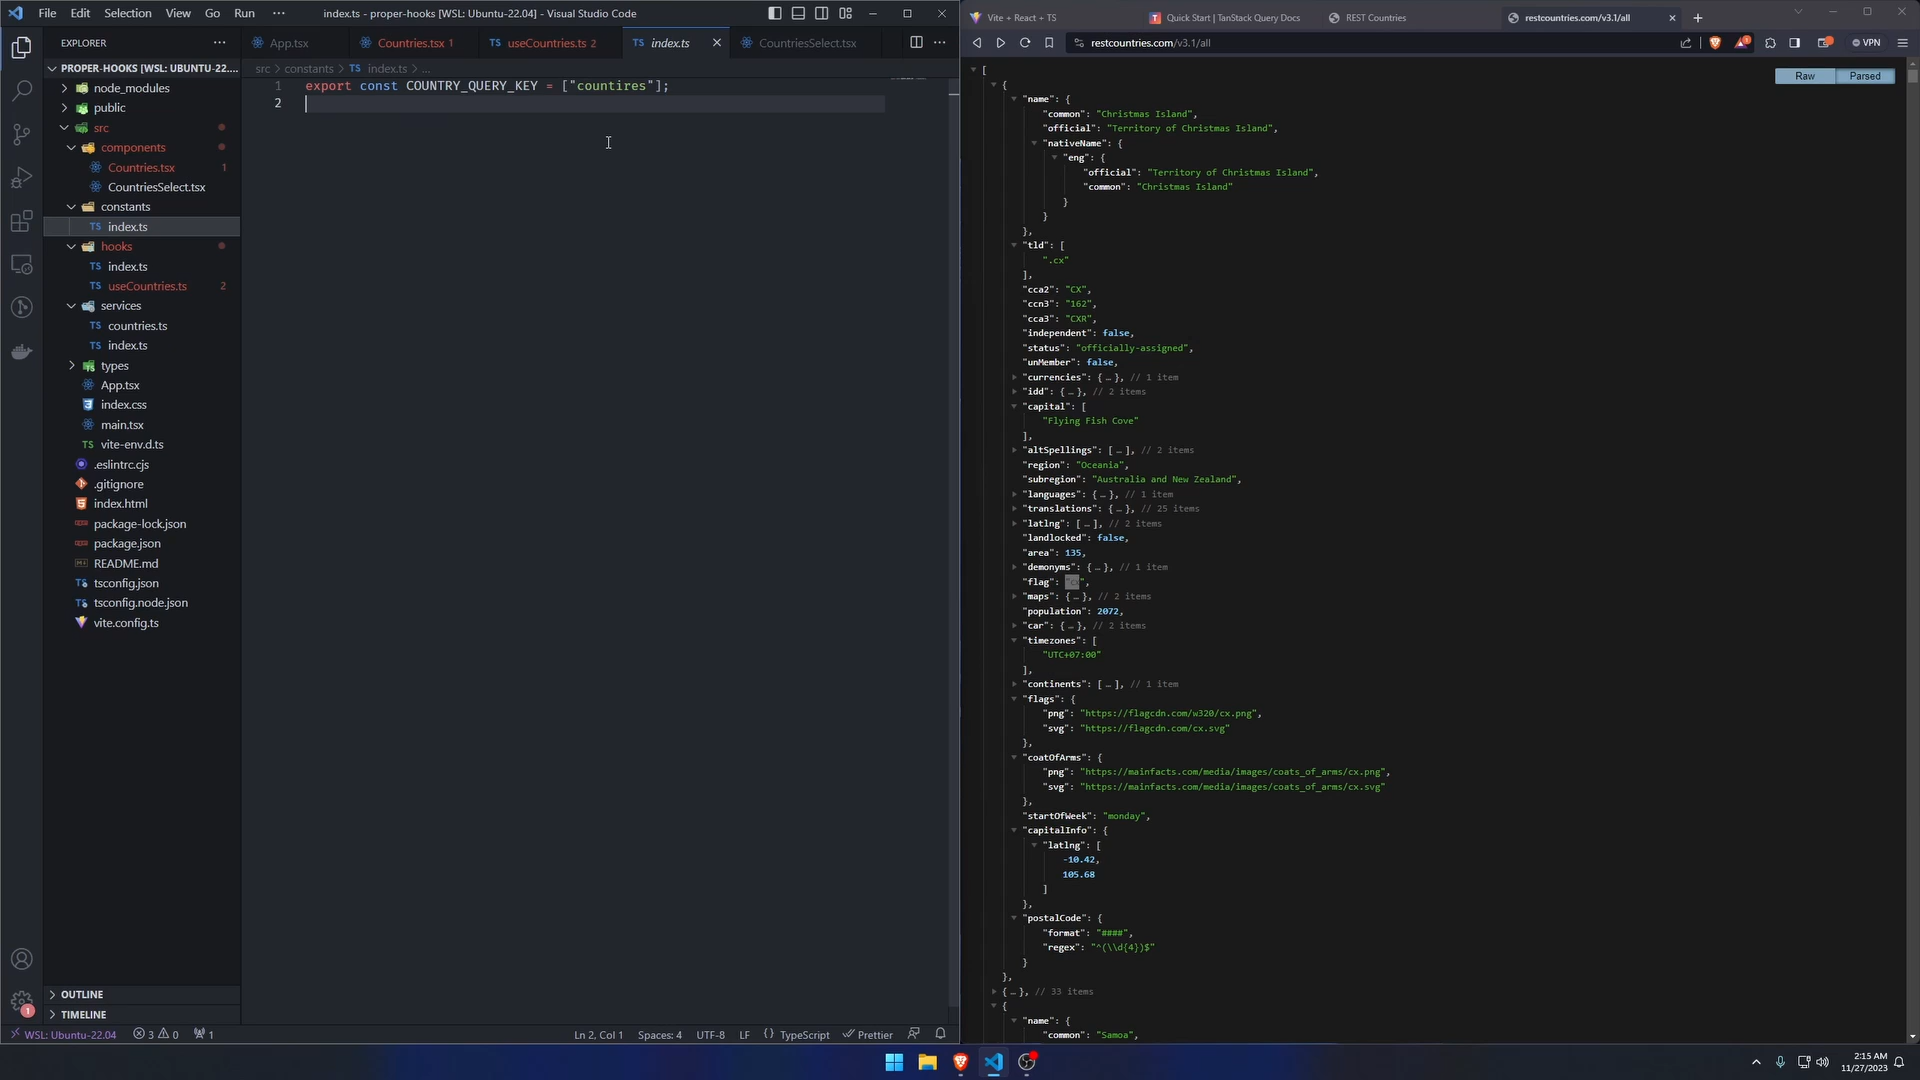 File Edit Selection View Go Run ··· index.ts - proper-hooks [WSL: Ubuntu-22.04] - Visual Studio Code
EXPLORER ···
PROPER-HOOKS [WSL: UBUNTU-22....
node_modules
public
src
components
Countries.tsx 1
CountriesSelect.tsx
constants
TS index.ts
hooks
TS index.ts
TS useCountries.ts 2
services
TS countries.ts
TS index.ts
types
App.tsx
index.css
main.tsx
TS vite-env.d.ts
.eslintrc.cjs
.gitignore
index.html
package-lock.json
package.json
README.md
tsconfig.json
tsconfig.node.json
vite.config.ts
OUTLINE
TIMELINE
App.tsx Countries.tsx 1 TS useCountries.ts 2 TS index.ts CountriesSelect.tsx
src > constants > TS index.ts > ...
1 export const COUNTRY_QUERY_KEY = ["countires"];
2
WSL: Ubuntu-22.04 3 0 1 Ln 2, Col 1 Spaces: 4 UTF-8 LF {} TypeScript Prettier
Vite + React + TS Quick Start | TanStack Query Docs REST Countries restcountries.com/v3.1/all
restcountries.com/v3.1/all VPN
Raw Parsed
[
{
"name": {
"common": "Christmas Island",
"official": "Territory of Christmas Island",
"nativeName": {
"eng": {
"official": "Territory of Christmas Island",
"common": "Christmas Island"
}
}
},
"tld": [
".cx"
],
"cca2": "CX",
"ccn3": "162",
"cca3": "CXR",
"independent": false,
"status": "officially-assigned",
"unMember": false,
"currencies": {…}, // 1 item
"idd": {…}, // 2 items
"capital": [
"Flying Fish Cove"
],
"altSpellings": […], // 2 items
"region": "Oceania",
"subregion": "Australia and New Zealand",
"languages": {…}, // 1 item
"translations": {…}, // 25 items
"latlng": […], // 2 items
"landlocked": false,
"area": 135,
"demonyms": {…}, // 1 item
"flag":
"maps": {…}, // 2 items
"population": 2072,
"car": {…}, // 2 items
"timezones": [
"UTC+07:00"
],
"continents": […], // 1 item
"flags": {
"png": "https://flagcdn.com/w320/cx.png",
"svg": "https://flagcdn.com/cx.svg"
},
"coatOfArms": {
"png": "https://mainfacts.com/media/images/coats_of_arms/cx.png",
"svg": "https://mainfacts.com/media/images/coats_of_arms/cx.svg"
},
"startOfWeek": "monday",
"capitalInfo": {
"latlng": [
-10.42,
105.68
]
},
"postalCode": {
"format": "####",
"regex": "^(\\d{4})$"
}
},
{…}, // 33 items
{
"name": {
"common": "Samoa",
2:15 AM
11/27/2023